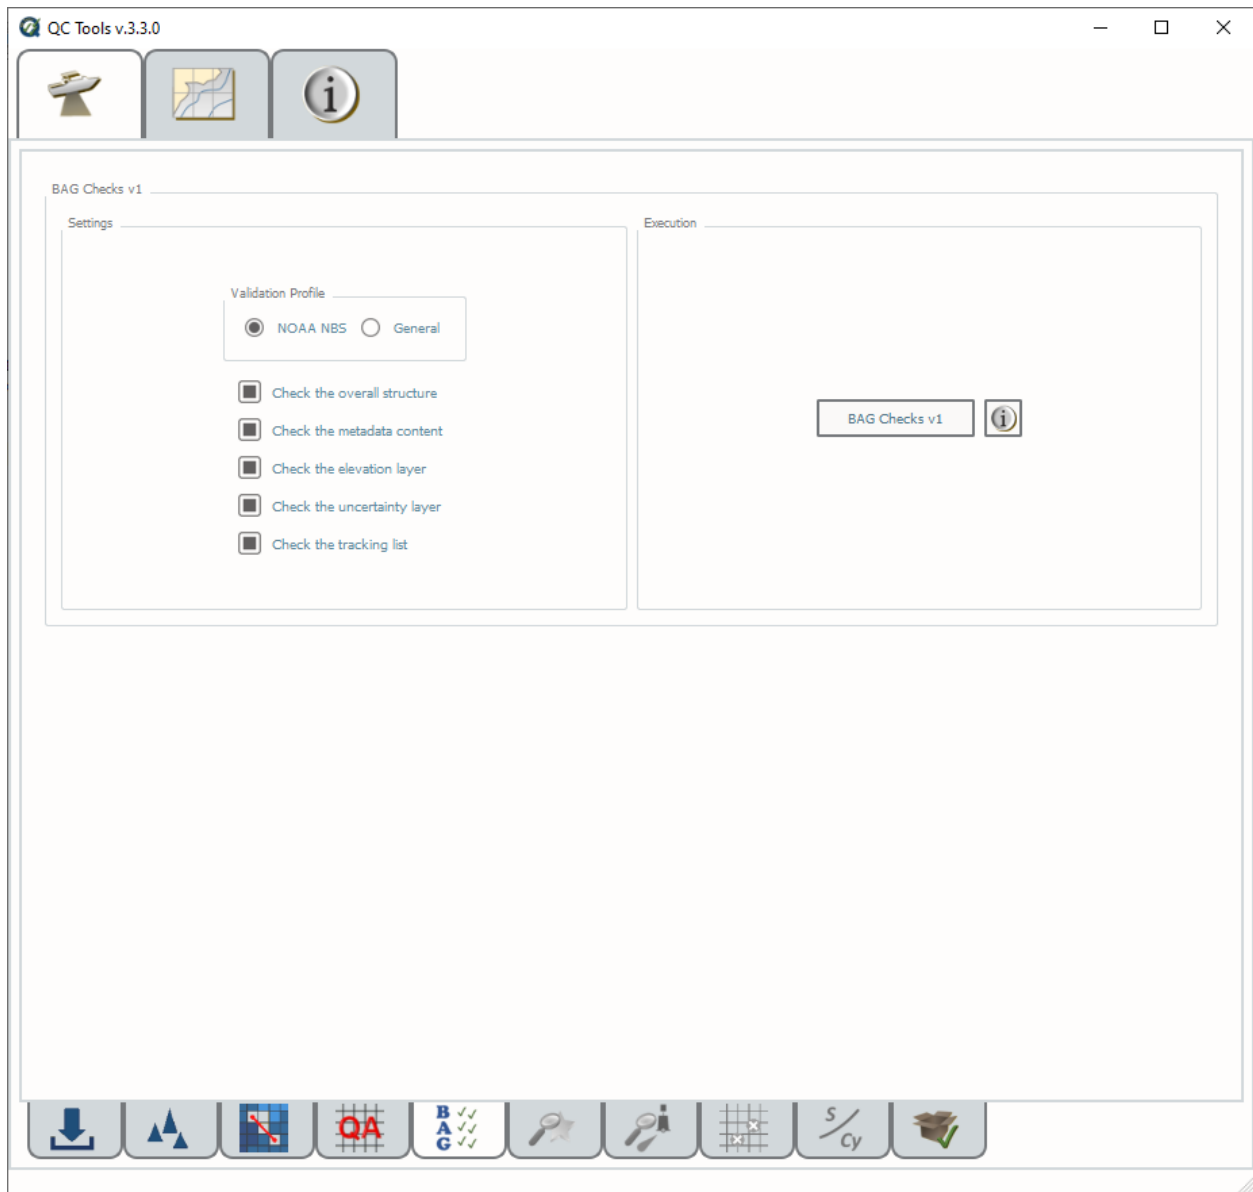 QC Tools v.3.3.0
i
BAG Checks v1
Settings
Execution
Validation Profile
NOAA NBS
General
Check the overall structure
Check the metadata content
Check the elevation layer
Check the uncertainty layer
Check the tracking list
BAG Checks v1
i
QA
B
A
G
S/Cy